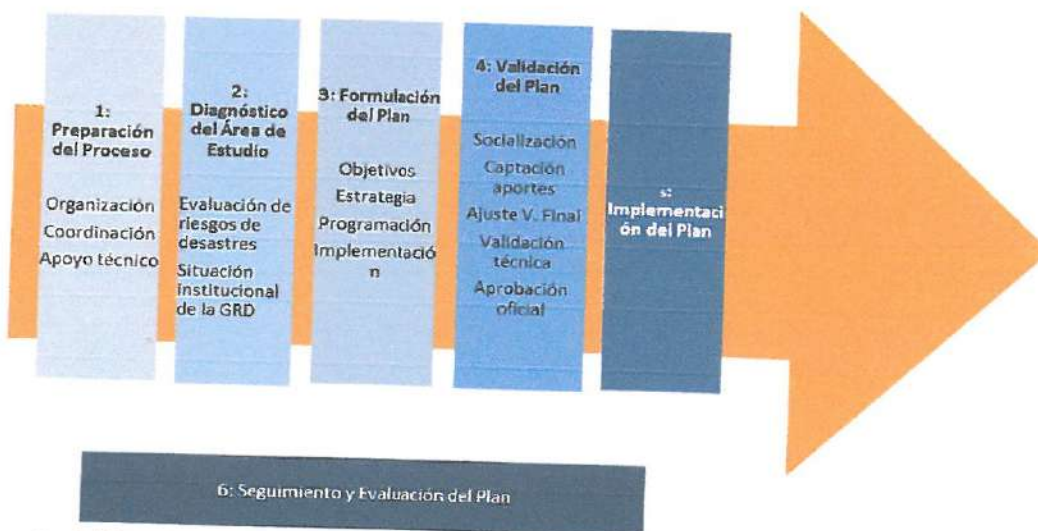 1:
Preparación
del Proceso
Organización
Coordinación
Apoyo técnico
2:
Diagnóstico
del Área de
Estudio
Evaluación de
riesgos de
desastres
Situación
institucional
de la GRD
3: Formulación
del Plan
Objetivos
Estrategia
Programación
Implementació
n
4: Validación
del Plan
Socialización
Captación
aportes
Ajuste V. Final
Validación
técnica
Aprobación
oficial
5:
Implementaci
ón del Plan
6: Seguimiento y Evaluación del Plan